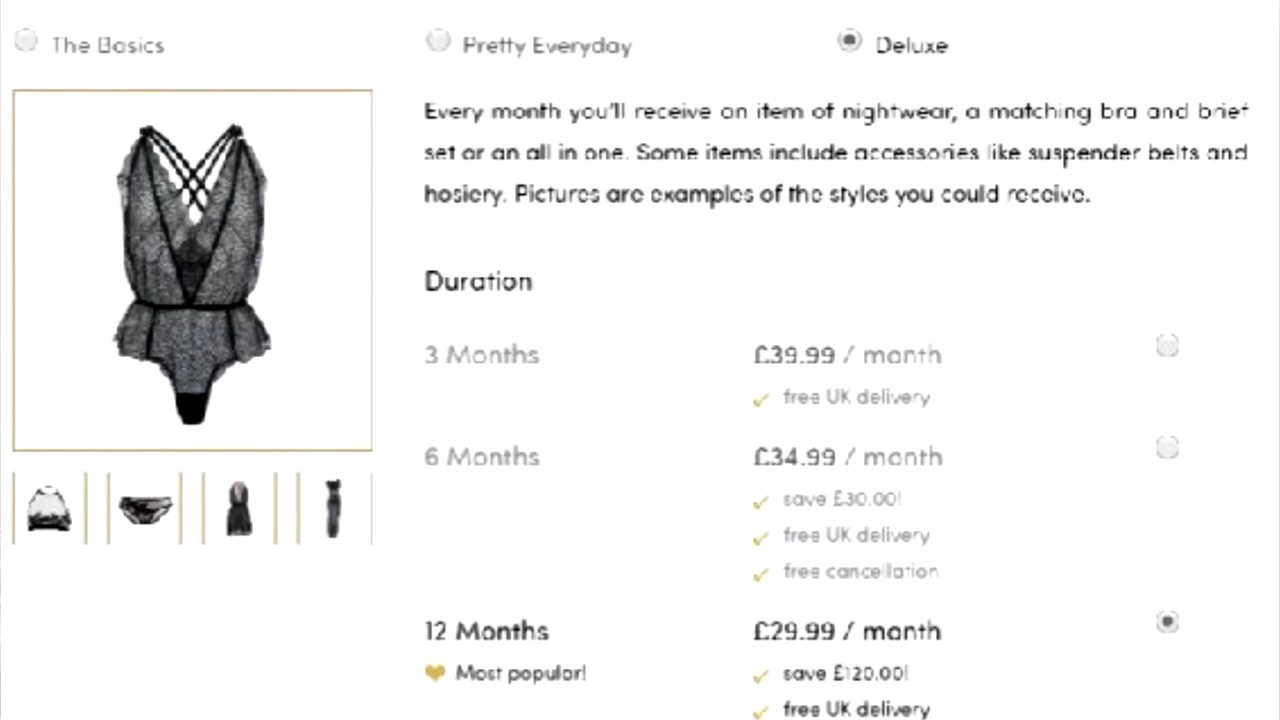 The Basics
Pretty Everyday
Deluxe
Every month you'll receive an item of nightwear, a matching bra and brief
set or an all in one. Some items include accessories like suspender belts and
hosiery. Pictures are examples of the styles you could receive.
Duration
3 Months
£39.99 / month
free UK delivery
6 Months
£34.99 / month
save £30.00!
free UK delivery
free cancellation
12 Months
£29.99 / month
Most popular!
save £120.00!
free UK delivery